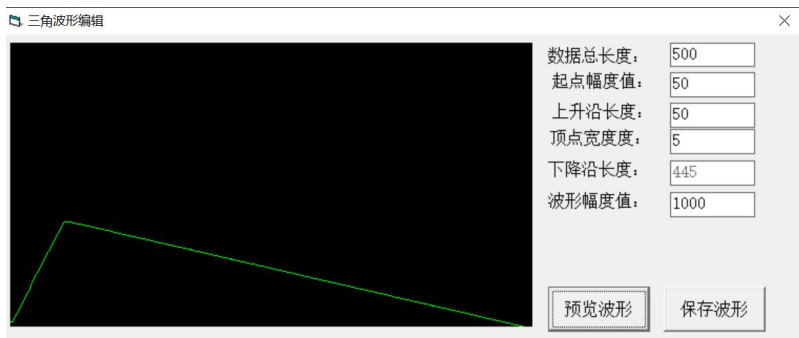 三角波形编辑
数据总长度： 500
起点幅度值： 50
上升沿长度： 50
顶点宽度度： 5
下降沿长度： 445
波形幅度值： 1000
预览波形 保存波形